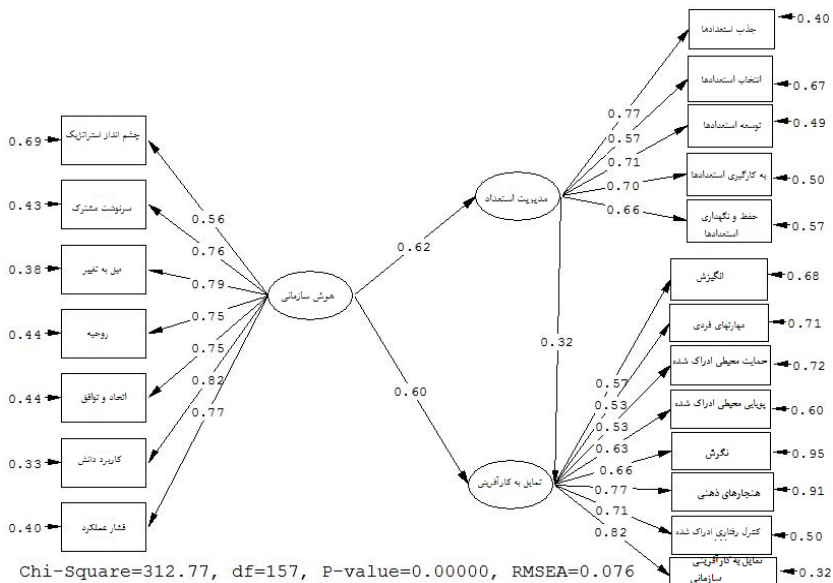 0.69
چشم انداز استراتژیک
0.43
سرنوشت مشترک
0.38
میل به تغییر
0.44
روحیه
0.44
اتحاد و توافق
0.33
کاربرد دانش
0.40
فشار عملکرد
0.56
0.76
0.79
0.75
0.75
0.82
0.77
هوش سازمانی
0.62
0.60
مدیریت استعداد
0.32
تمایل به کارآفرینی
0.77
0.57
0.71
0.70
0.66
جذب استعدادها
0.40
انتخاب استعدادها
0.67
توسعه استعدادها
0.49
به کارگیری استعدادها
0.50
حفظ و نگهداری
استعدادها
0.57
0.57
0.53
0.53
0.63
0.66
0.77
0.71
0.82
انگیزش
0.68
مهارتهای فردی
0.71
حمایت محیطی ادراک شده
0.72
پویایی محیطی ادراک شده
0.60
نگرش
0.95
هنجارهای ذهنی
0.91
کنترل رفتاری ادراک شده
0.50
تمایل به کارآفرینی
سازمانی
0.32
Chi-Square=312.77, df=157, P-value=0.00000, RMSEA=0.076